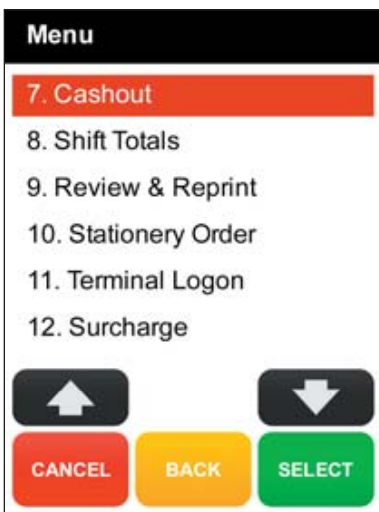 Menu
7. Cashout
8. Shift Totals
9. Review & Reprint
10. Stationery Order
11. Terminal Logon
12. Surcharge
CANCEL BACK SELECT